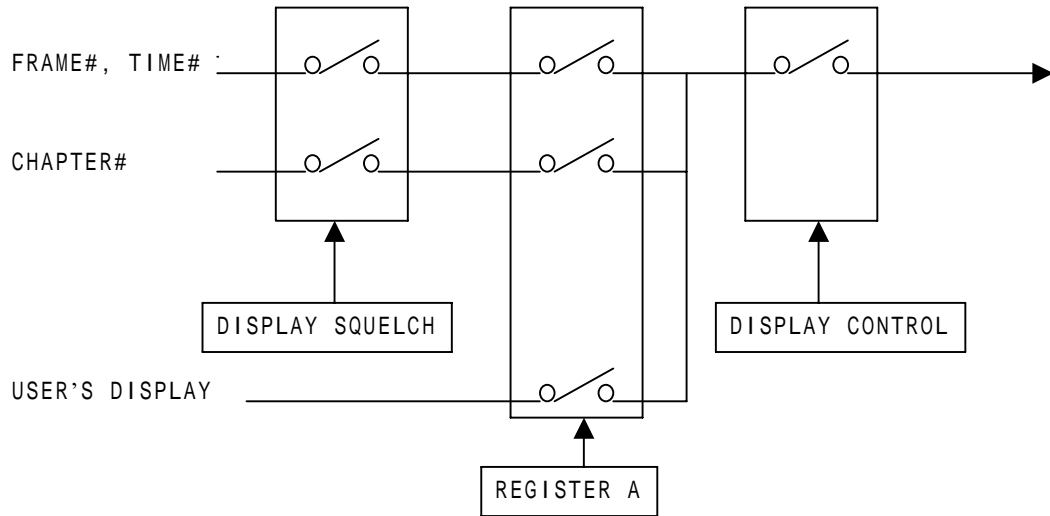 FRAME#, TIME#
CHAPTER#
DISPLAY SQUELCH
DISPLAY CONTROL
USER’S DISPLAY
REGISTER A